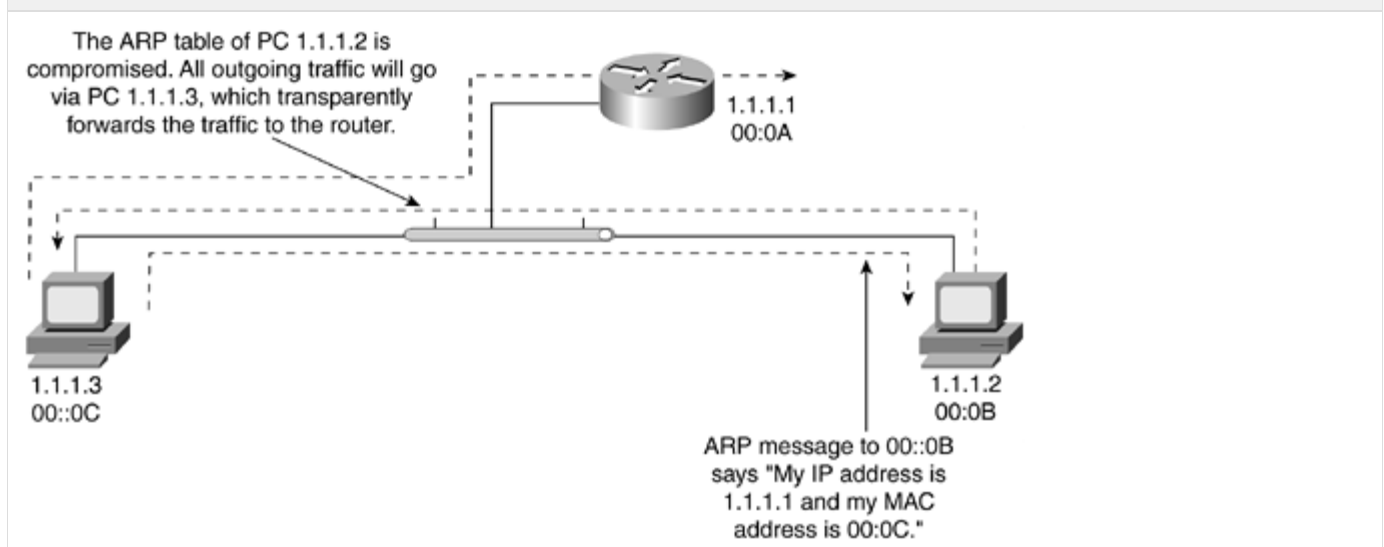 The ARP table of PC 1.1.1.2 is
compromised. All outgoing traffic will go
via PC 1.1.1.3, which transparently
forwards the traffic to the router.
1.1.1.1
00:0A
1.1.1.3
00::0C
1.1.1.2
00:0B
ARP message to 00::0B
says "My IP address is
1.1.1.1 and my MAC
address is 00:0C."